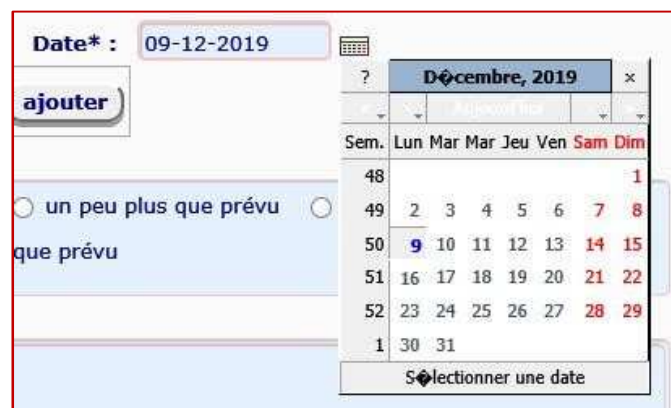 Date* : 09-12-2019
? D�cembre, 2019 ×
ajouter
Sem. Lun Mar Mar Jeu Ven Sam Dim
48 1
un peu plus que prévu
49 2 3 4 5 6 7 8
que prévu
50 9 10 11 12 13 14 15
51 16 17 18 19 20 21 22
52 23 24 25 26 27 28 29
1 30 31
S�lectionner une date